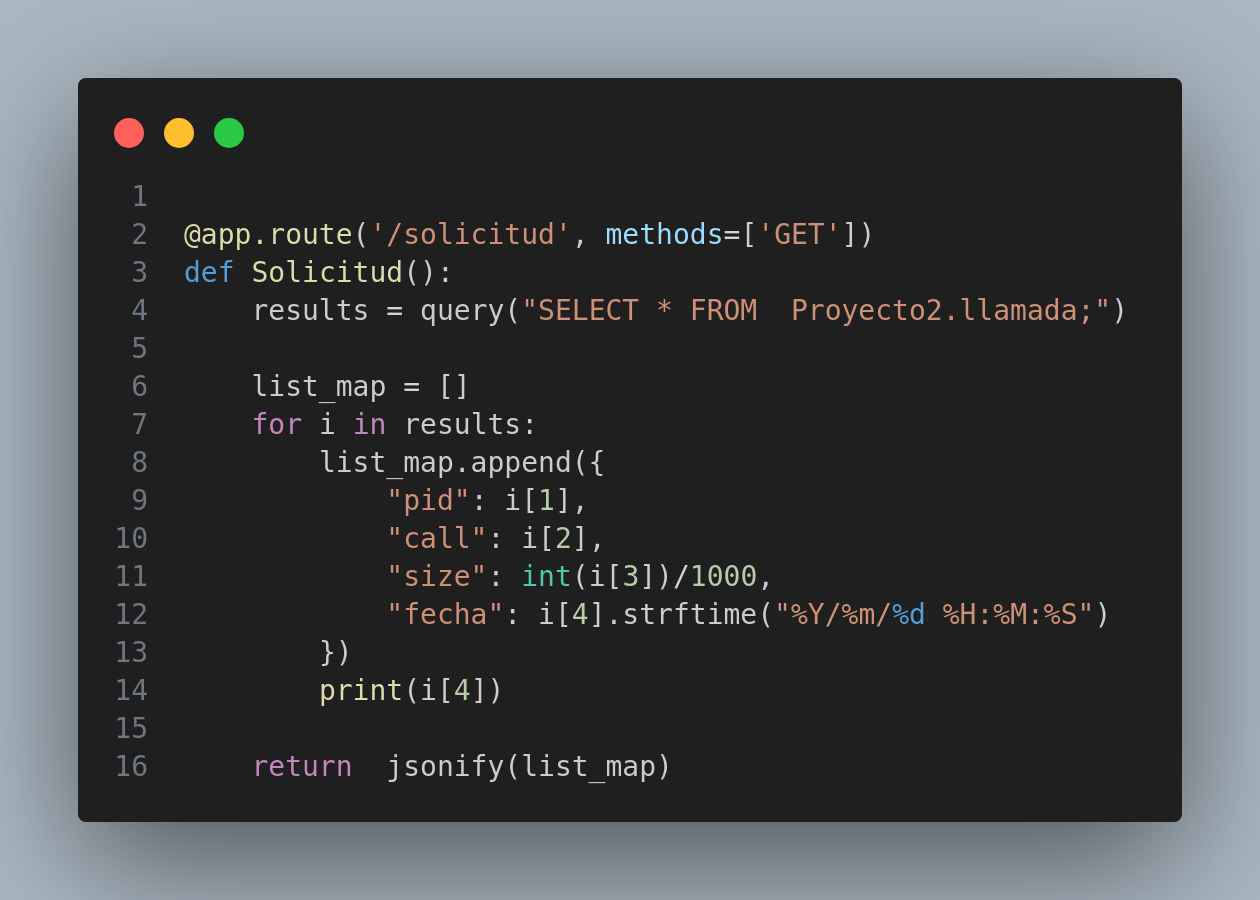 1
2 @app.route('/solicitud', methods=['GET'])
3 def Solicitud():
4     results = query("SELECT * FROM  Proyecto2.llamada;")
5
6     list_map = []
7     for i in results:
8         list_map.append({
9             "pid": i[1],
10             "call": i[2],
11             "size": int(i[3])/1000,
12             "fecha": i[4].strftime("%Y/%m/%d %H:%M:%S")
13         })
14         print(i[4])
15
16     return  jsonify(list_map)